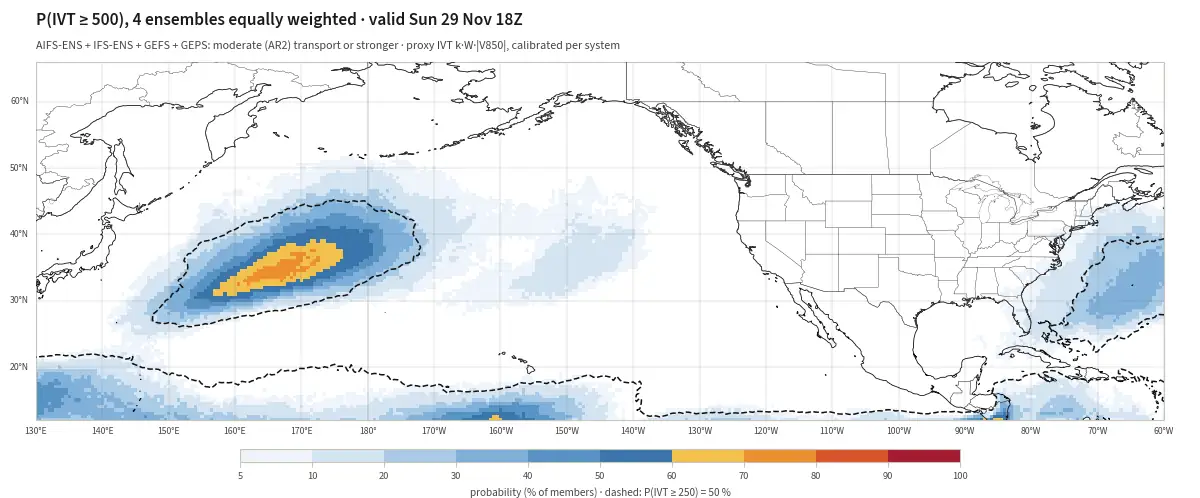 P(IVT ≥ 500), 4 ensembles equally weighted · valid Sun 29 Nov 18Z
AIFS-ENS + IFS-ENS + GEFS + GEPS: moderate (AR2) transport or stronger · proxy IVT k·W·|V850|, calibrated per system
60°N
50°N
40°N
30°N
20°N
130°E 140°E 150°E 160°E 170°E 180° 170°W 160°W 150°W 140°W 130°W 120°W 110°W 100°W 90°W 80°W 70°W 60°W
5 10 20 30 40 50 60 70 80 90 100
probability (% of members) · dashed: P(IVT ≥ 250) = 50 %